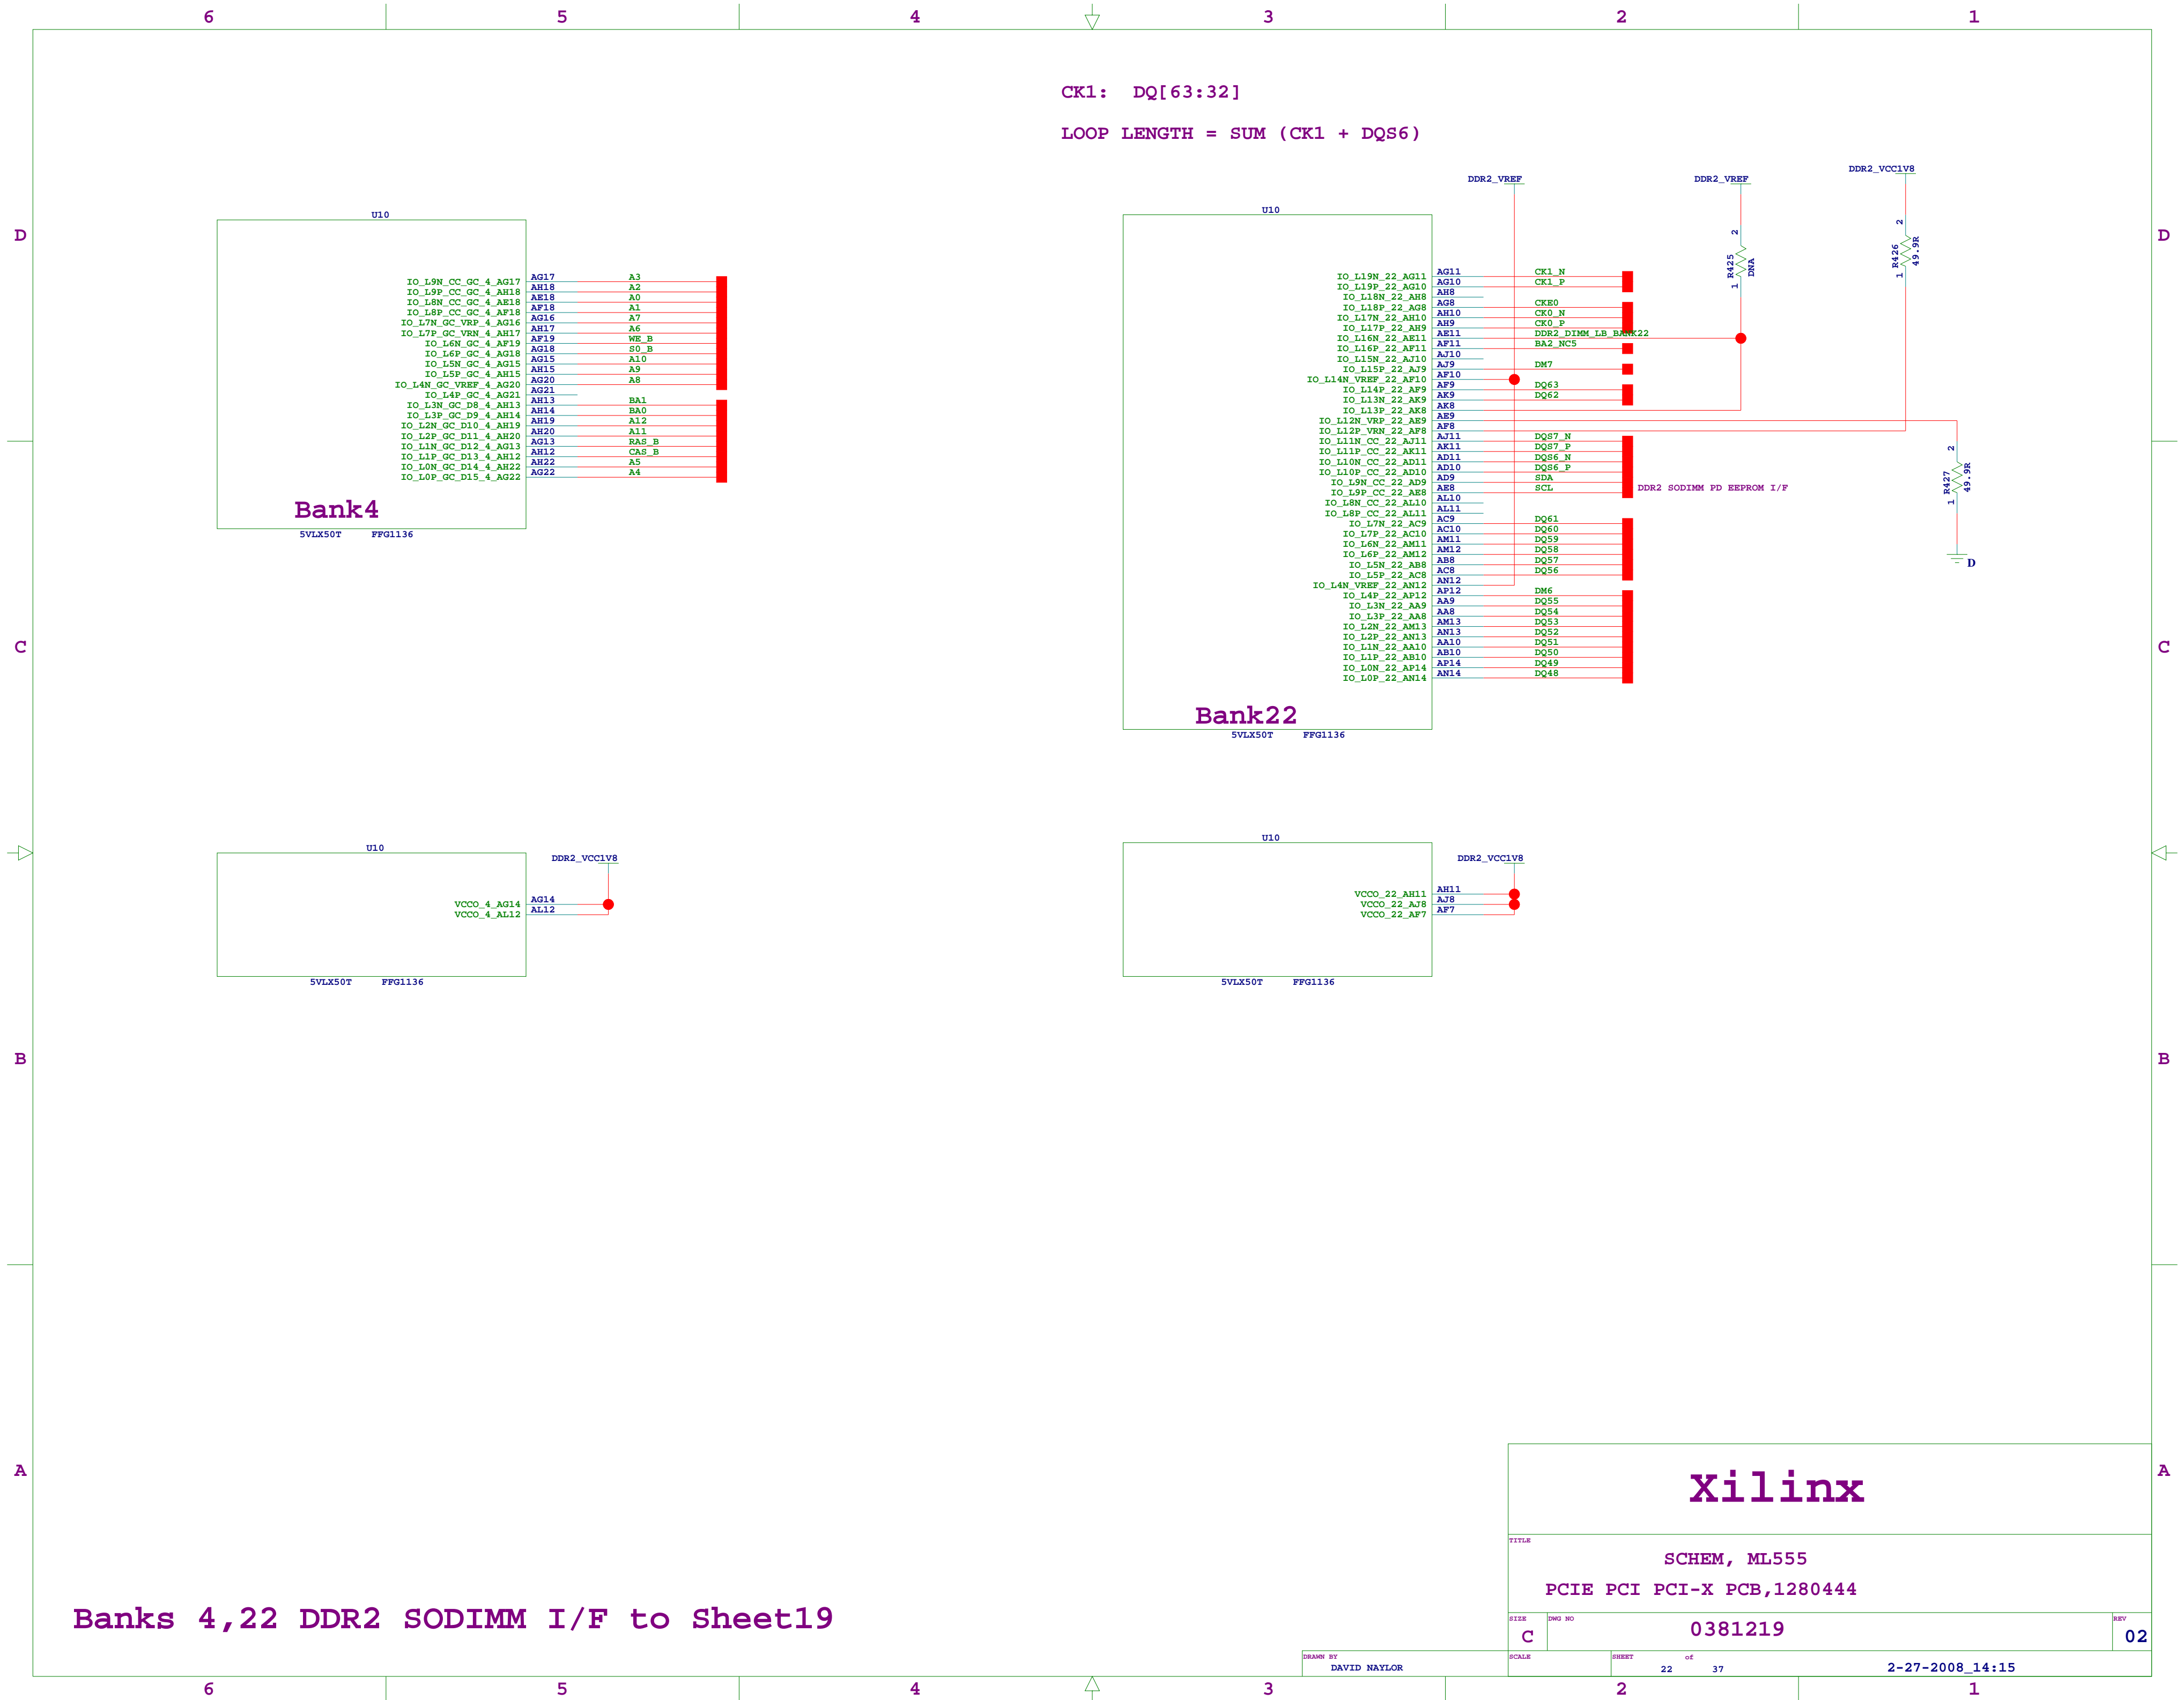 6 5 4 3 2 1
CK1: DQ[63:32]
LOOP LENGTH = SUM (CK1 + DQS6)
D D
U10
IO_L9N_CC_GC_4_AG17 AG17 A3
IO_L9P_CC_GC_4_AH18 AH18 A2
IO_L8N_CC_GC_4_AE18 AE18 A0
IO_L8P_CC_GC_4_AF18 AF18 A1
IO_L7N_GC_VRP_4_AG16 AG16 A7
IO_L7P_GC_VRN_4_AH17 AH17 A6
IO_L6N_GC_4_AF19 AF19 WE_B
IO_L6P_GC_4_AG18 AG18 S0_B
IO_L5N_GC_4_AG15 AG15 A10
IO_L5P_GC_4_AH15 AH15 A9
IO_L4N_GC_VREF_4_AG20 AG20 A8
IO_L4P_GC_4_AG21 AG21
IO_L3N_GC_D8_4_AH13 AH13 BA1
IO_L3P_GC_D9_4_AH14 AH14 BA0
IO_L2N_GC_D10_4_AH19 AH19 A12
IO_L2P_GC_D11_4_AH20 AH20 A11
IO_L1N_GC_D12_4_AG13 AG13 RAS_B
IO_L1P_GC_D13_4_AH12 AH12 CAS_B
IO_L0N_GC_D14_4_AH22 AH22 A5
IO_L0P_GC_D15_4_AG22 AG22 A4
Bank4
5VLX50T FFG1136
DDR2_VREF
DDR2_VREF
DDR2_VCC1V8
U10
IO_L19N_22_AG11 AG11 CK1_N
IO_L19P_22_AG10 AG10 CK1_P
IO_L18N_22_AH8 AH8
IO_L18P_22_AG8 AG8 CKE0
IO_L17N_22_AH10 AH10 CK0_N
IO_L17P_22_AH9 AH9 CK0_P
IO_L16N_22_AE11 AE11 DDR2_DIMM_LB_BANK22
IO_L16P_22_AF11 AF11 BA2_NC5
IO_L15N_22_AJ10 AJ10
IO_L15P_22_AJ9 AJ9 DM7
IO_L14N_VREF_22_AF10 AF10
IO_L14P_22_AF9 AF9 DQ63
IO_L13N_22_AK9 AK9 DQ62
IO_L13P_22_AK8 AK8
IO_L12N_VRP_22_AE9 AE9
IO_L12P_VRN_22_AF8 AF8
IO_L11N_CC_22_AJ11 AJ11 DQS7_N
IO_L11P_CC_22_AK11 AK11 DQS7_P
IO_L10N_CC_22_AD11 AD11 DQS6_N
IO_L10P_CC_22_AD10 AD10 DQS6_P
IO_L9N_CC_22_AD9 AD9 SDA
IO_L9P_CC_22_AE8 AE8 SCL DDR2 SODIMM PD EEPROM I/F
IO_L8N_CC_22_AL10 AL10
IO_L8P_CC_22_AL11 AL11
IO_L7N_22_AC9 AC9 DQ61
IO_L7P_22_AC10 AC10 DQ60
IO_L6N_22_AM11 AM11 DQ59
IO_L6P_22_AM12 AM12 DQ58
IO_L5N_22_AB8 AB8 DQ57
IO_L5P_22_AC8 AC8 DQ56
IO_L4N_VREF_22_AN12 AN12
IO_L4P_22_AP12 AP12 DM6
IO_L3N_22_AA9 AA9 DQ55
IO_L3P_22_AA8 AA8 DQ54
IO_L2N_22_AM13 AM13 DQ53
IO_L2P_22_AN13 AN13 DQ52
IO_L1N_22_AA10 AA10 DQ51
IO_L1P_22_AB10 AB10 DQ50
IO_L0N_22_AP14 AP14 DQ49
IO_L0P_22_AN14 AN14 DQ48
Bank22
5VLX50T FFG1136
2
R425
DNA
1
2
R426
49.9R
1
2
R427
49.9R
1
D
C C
U10
DDR2_VCC1V8
VCCO_4_AG14 AG14
VCCO_4_AL12 AL12
5VLX50T FFG1136
U10
DDR2_VCC1V8
VCCO_22_AH11 AH11
VCCO_22_AJ8 AJ8
VCCO_22_AF7 AF7
5VLX50T FFG1136
B B
A A
Banks 4,22 DDR2 SODIMM I/F to Sheet19
Xilinx
TITLE
SCHEM, ML555
PCIE PCI PCI-X PCB,1280444
SIZE DWG NO REV
C 0381219 02
DRAWN BY SCALE SHEET of
DAVID NAYLOR 22 37 2-27-2008_14:15
6 5 4 3 2 1